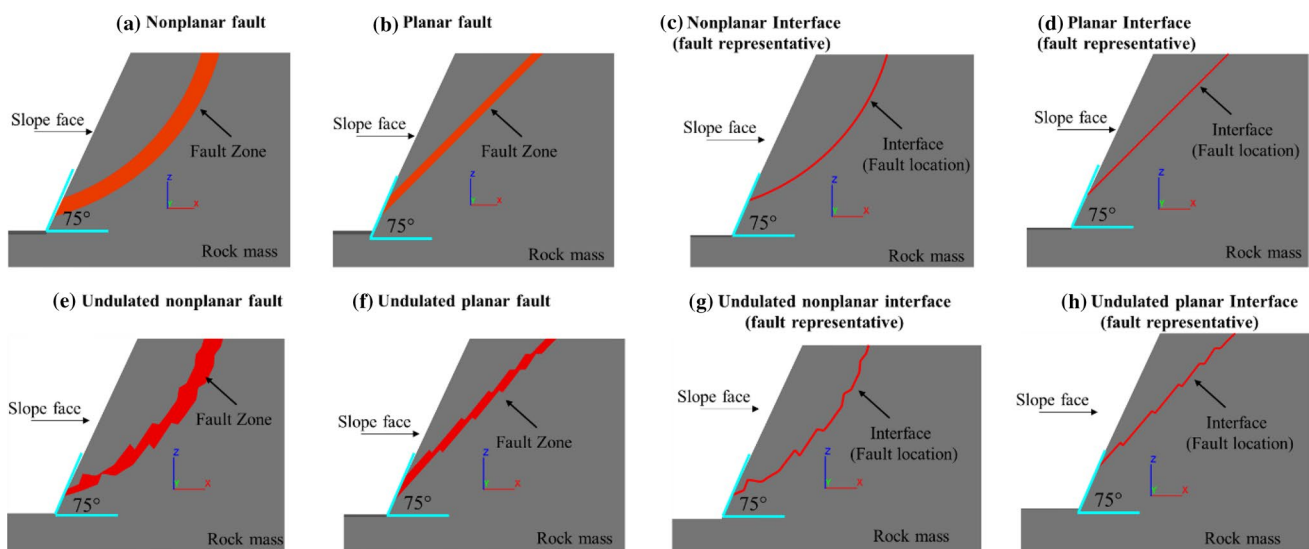 (a) Nonplanar fault
Slope face
Fault Zone
Z
Y
X
75°
Rock mass
(b) Planar fault
Slope face
Fault Zone
Z
Y
X
75°
Rock mass
(c) Nonplanar Interface
(fault representative)
Slope face
Interface
(Fault location)
Z
Y
X
75°
Rock mass
(d) Planar Interface
(fault representative)
Slope face
Interface
(Fault location)
Z
Y
X
75°
Rock mass
(e) Undulated nonplanar fault
Slope face
Fault Zone
Z
Y
X
75°
Rock mass
(f) Undulated planar fault
Slope face
Fault Zone
Z
Y
X
75°
Rock mass
(g) Undulated nonplanar interface
(fault representative)
Slope face
Interface
(Fault location)
Z
Y
X
75°
Rock mass
(h) Undulated planar Interface
(fault representative)
Slope face
Interface
(Fault location)
Z
Y
X
75°
Rock mass